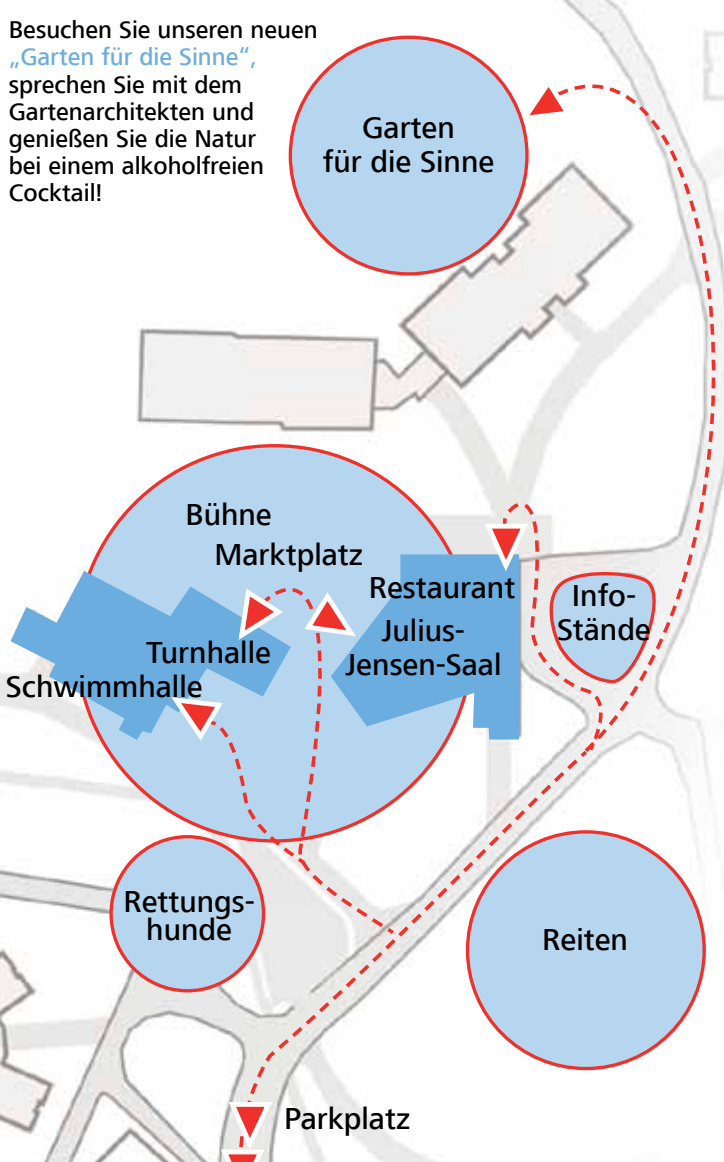 Besuchen Sie unseren neuen
„Garten für die Sinne“,
sprechen Sie mit dem
Gartenarchitekten und
genießen Sie die Natur
bei einem alkoholfreien
Cocktail!
Garten
für die Sinne
Bühne
Marktplatz
Restaurant
Julius-
Jensen-Saal
Info-
Stände
Turnhalle
Schwimmhalle
Rettungs-
hunde
Reiten
Parkplatz